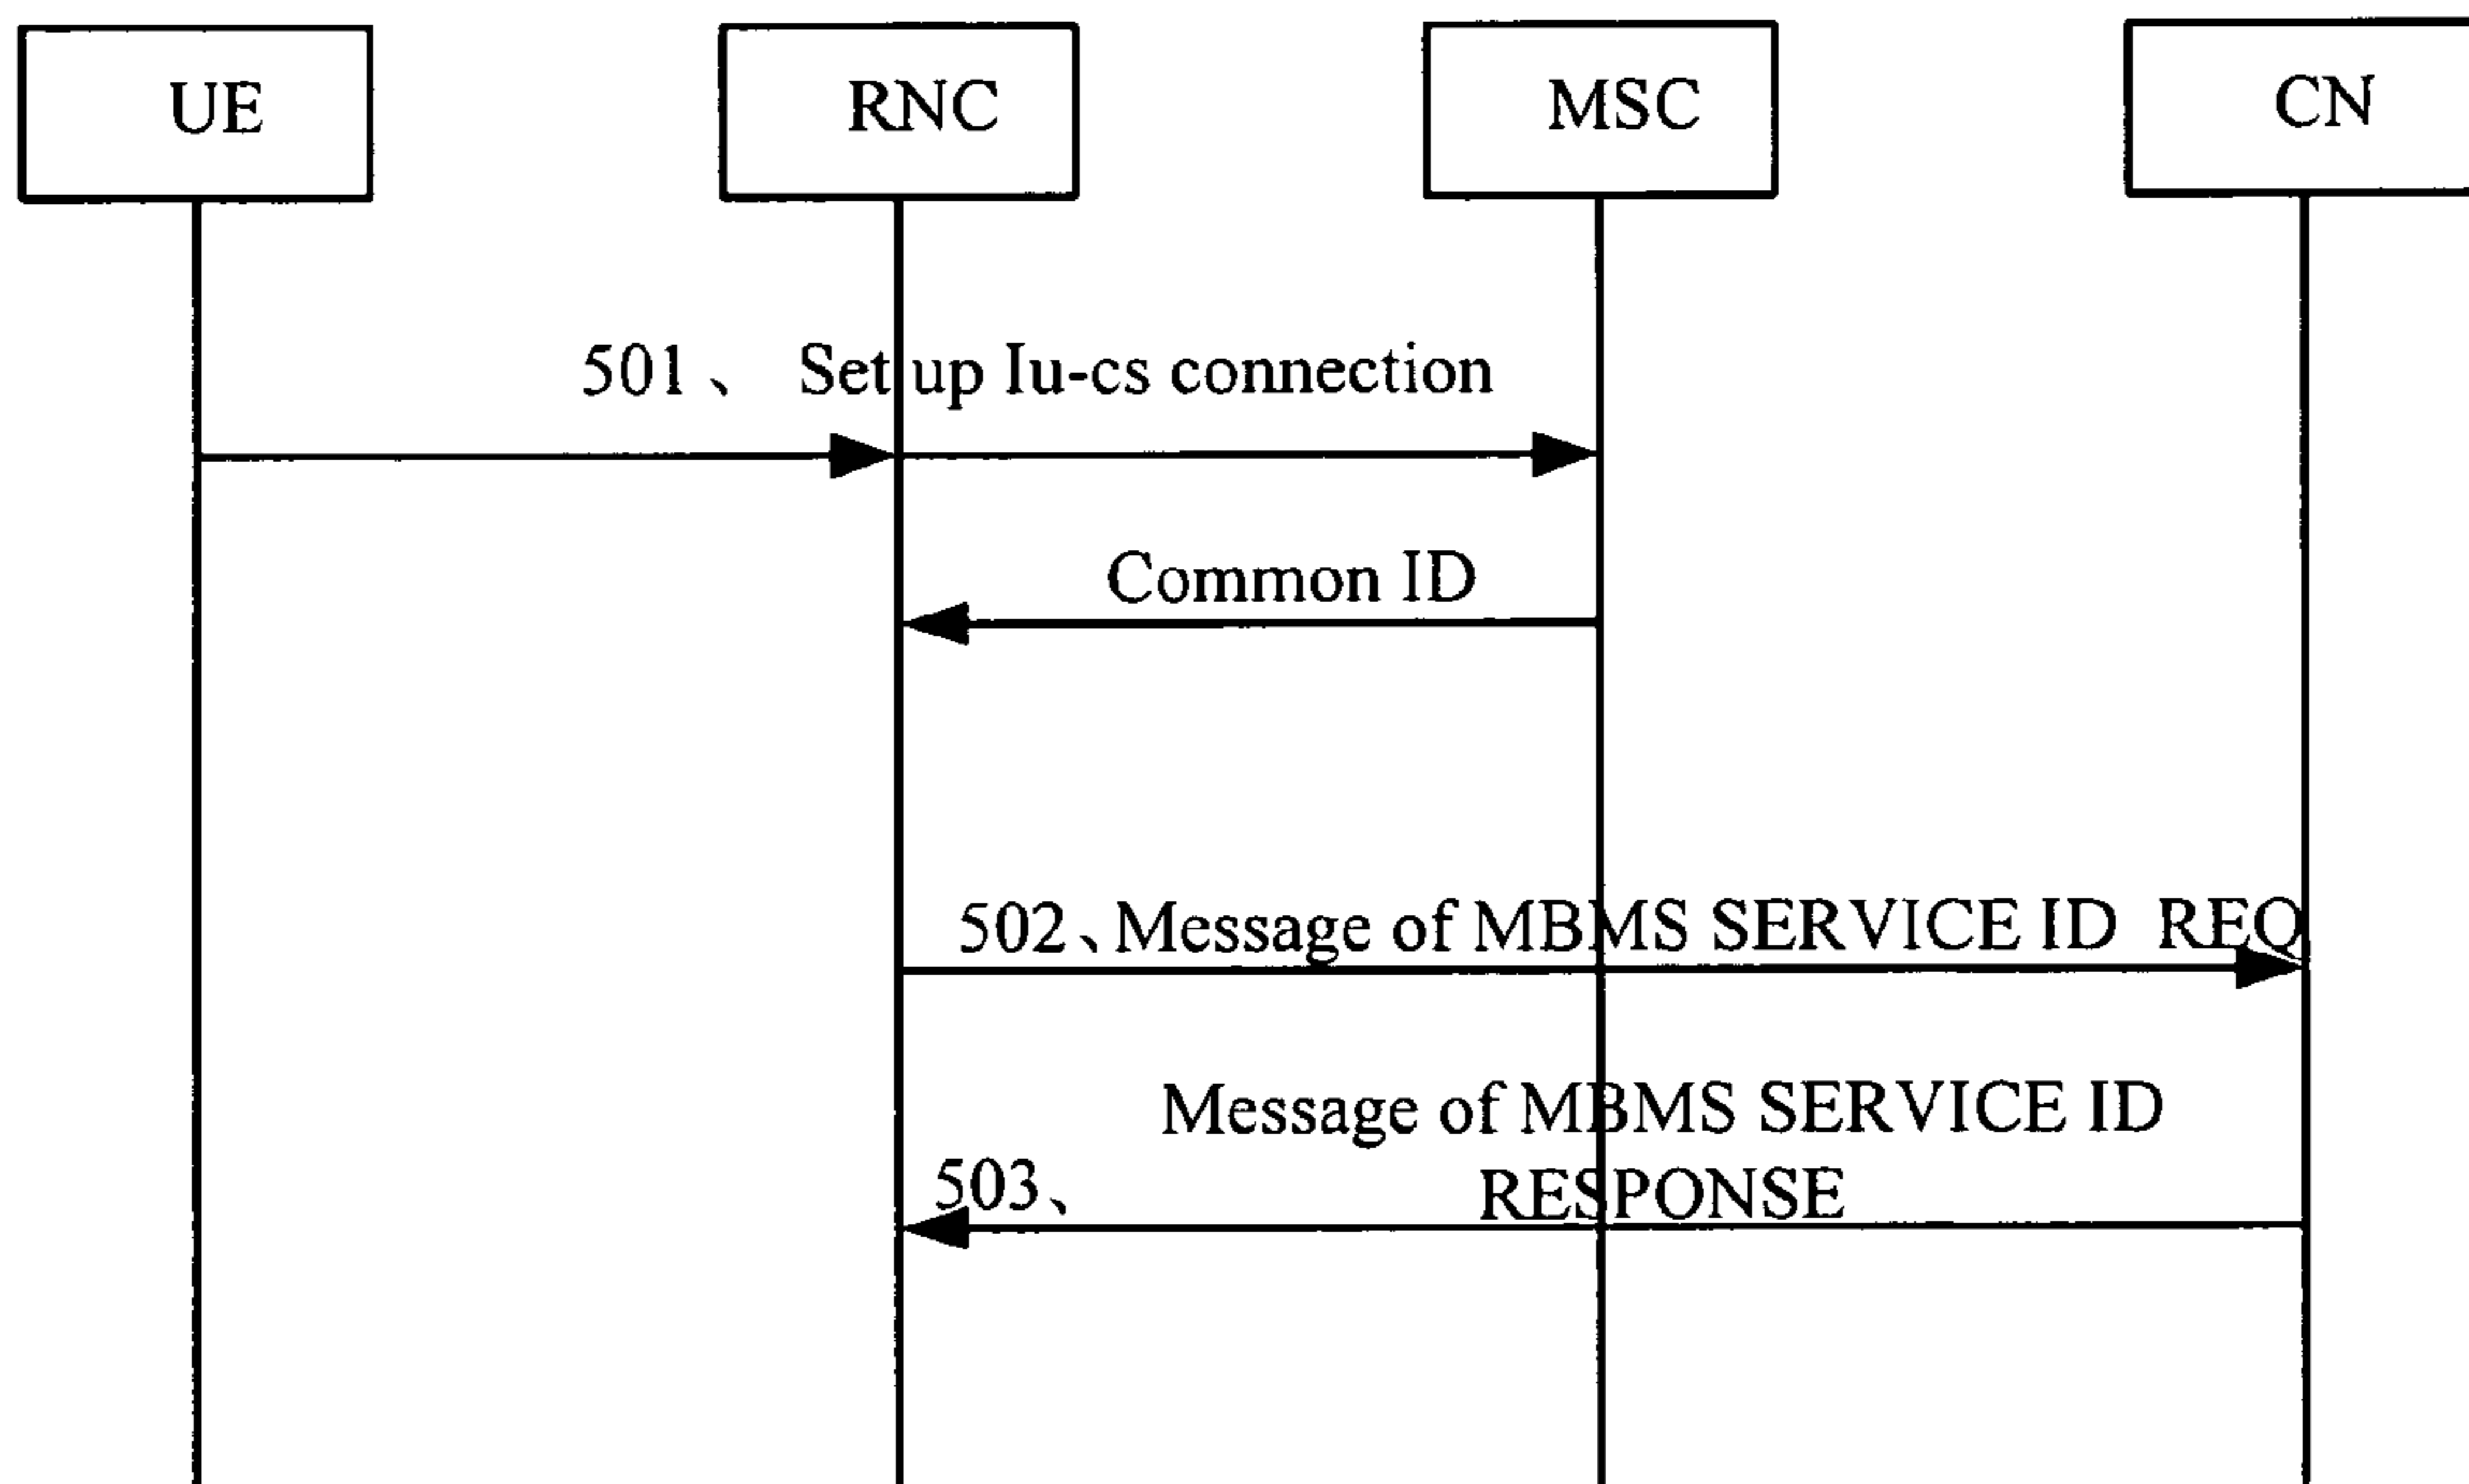 UE
RNC
MSC
CN
501、 Set up Iu-cs connection
Common ID
502、Message of MBMS SERVICE ID REQ
Message of MBMS SERVICE ID
503、
RESPONSE